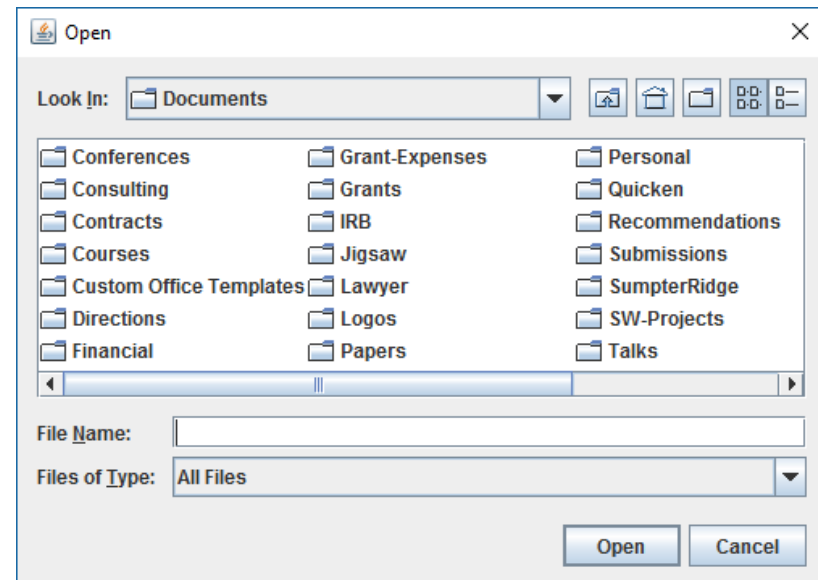 Open
Look In: Documents
Conferences Grant-Expenses Personal
Consulting Grants Quicken
Contracts IRB Recommendations
Courses Jigsaw Submissions
Custom Office Templates Lawyer SumpterRidge
Directions Logos SW-Projects
Financial Papers Talks
File Name:
Files of Type: All Files
Open Cancel